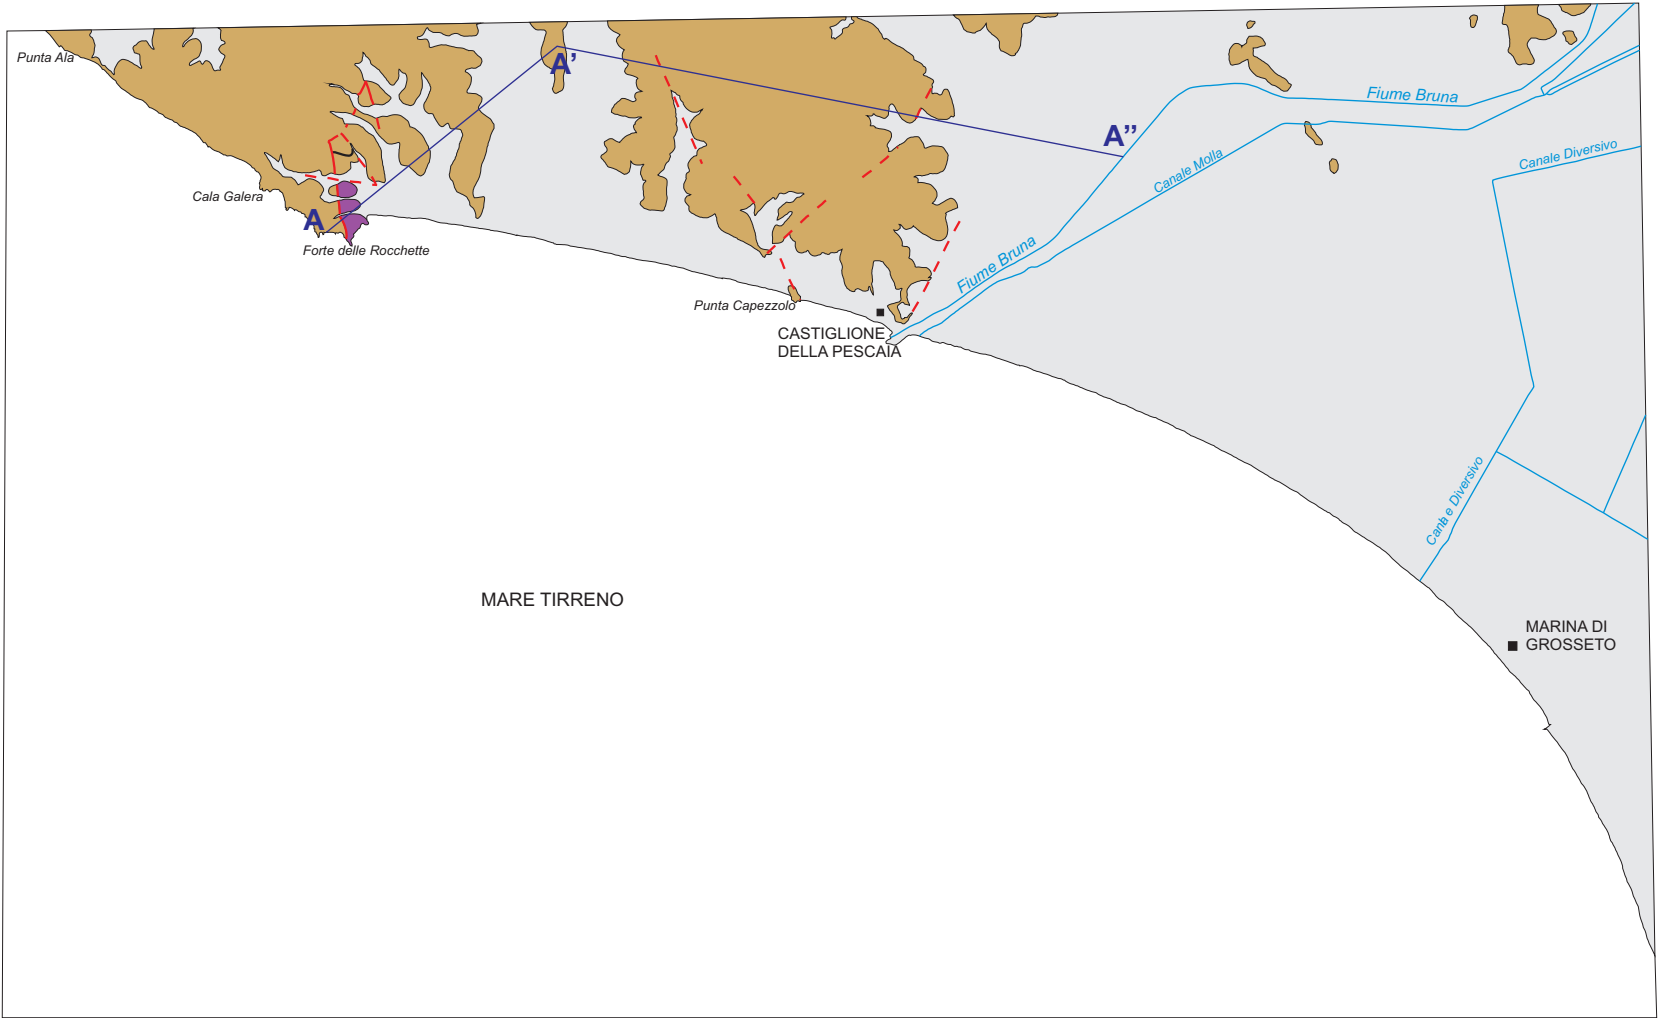 Punta Ala
A'
A''
Fiume Bruna
Canale Molla
Canale Diversivo
Cala Galera
A
Forte delle Rocchette
Fiume Bruna
Punta Capezzolo
CASTIGLIONE
DELLA PESCAIA
Canale Diversivo
MARE TIRRENO
MARINA DI
GROSSETO